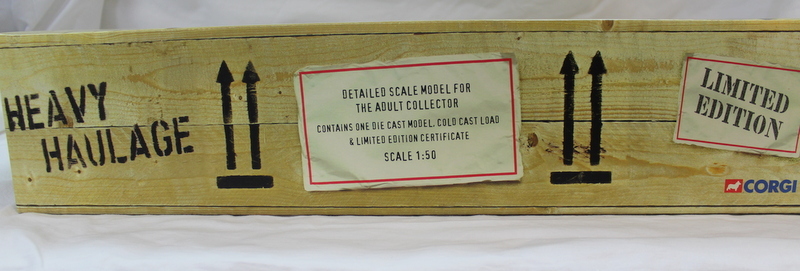 HEAVY
HAULAGE
DETAILED SCALE MODEL FOR
THE ADULT COLLECTOR
CONTAINS ONE DIE CAST MODEL, COLD CAST LOAD
& LIMITED EDITION CERTIFICATE
SCALE 1:50
LIMITED
EDITION
CORGI